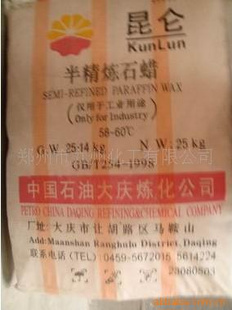 昆仑
KunLun
半精炼石蜡
SEMI-REFINED PARAFFIN WAX
(仅用于工业用途)
(Only for Industry)
58-60℃
G.W: 25-14 kg N.W: 25 kg
GB/T254-1998
中国石油大庆炼化公司
PETRO CHINA DAQING REFINING&CHEMICAL COMPANY
厂址:大庆市让胡路区马鞍山
Add: Maanshan Ranghulu District, Daqing
联系电话(TEL) 0459-5672016 5614224
28080503